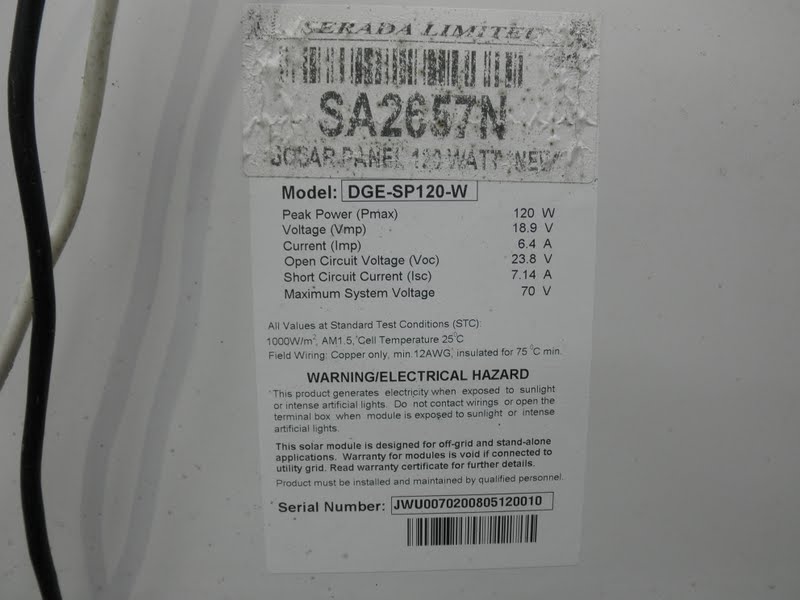 SERADA LIMITED
SA2657N
PANEL 120 WATT NEW
Model: DGE-SP120-W
Peak Power (Pmax) 120 W
Voltage (Vmp) 18.9 V
Current (Imp) 6.4 A
Open Circuit Voltage (Voc) 23.8 V
Short Circuit Current (Isc) 7.14 A
Maximum System Voltage 70 V
All Values at Standard Test Conditions (STC):
1000W/m², AM1.5, Cell Temperature 25°C
Field Wiring: Copper only, min.12AWG, insulated for 75 °C min.
WARNING/ELECTRICAL HAZARD
This product generates electricity when exposed to sunlight
or intense artificial lights. Do not contact wirings or open the
terminal box when module is exposed to sunlight or intense
artificial lights.
This solar module is designed for off-grid and stand-alone
applications. Warranty for modules is void if connected to
utility grid. Read warranty certificate for further details.
Product must be installed and maintained by qualified personnel.
Serial Number: JWU0070200805120010